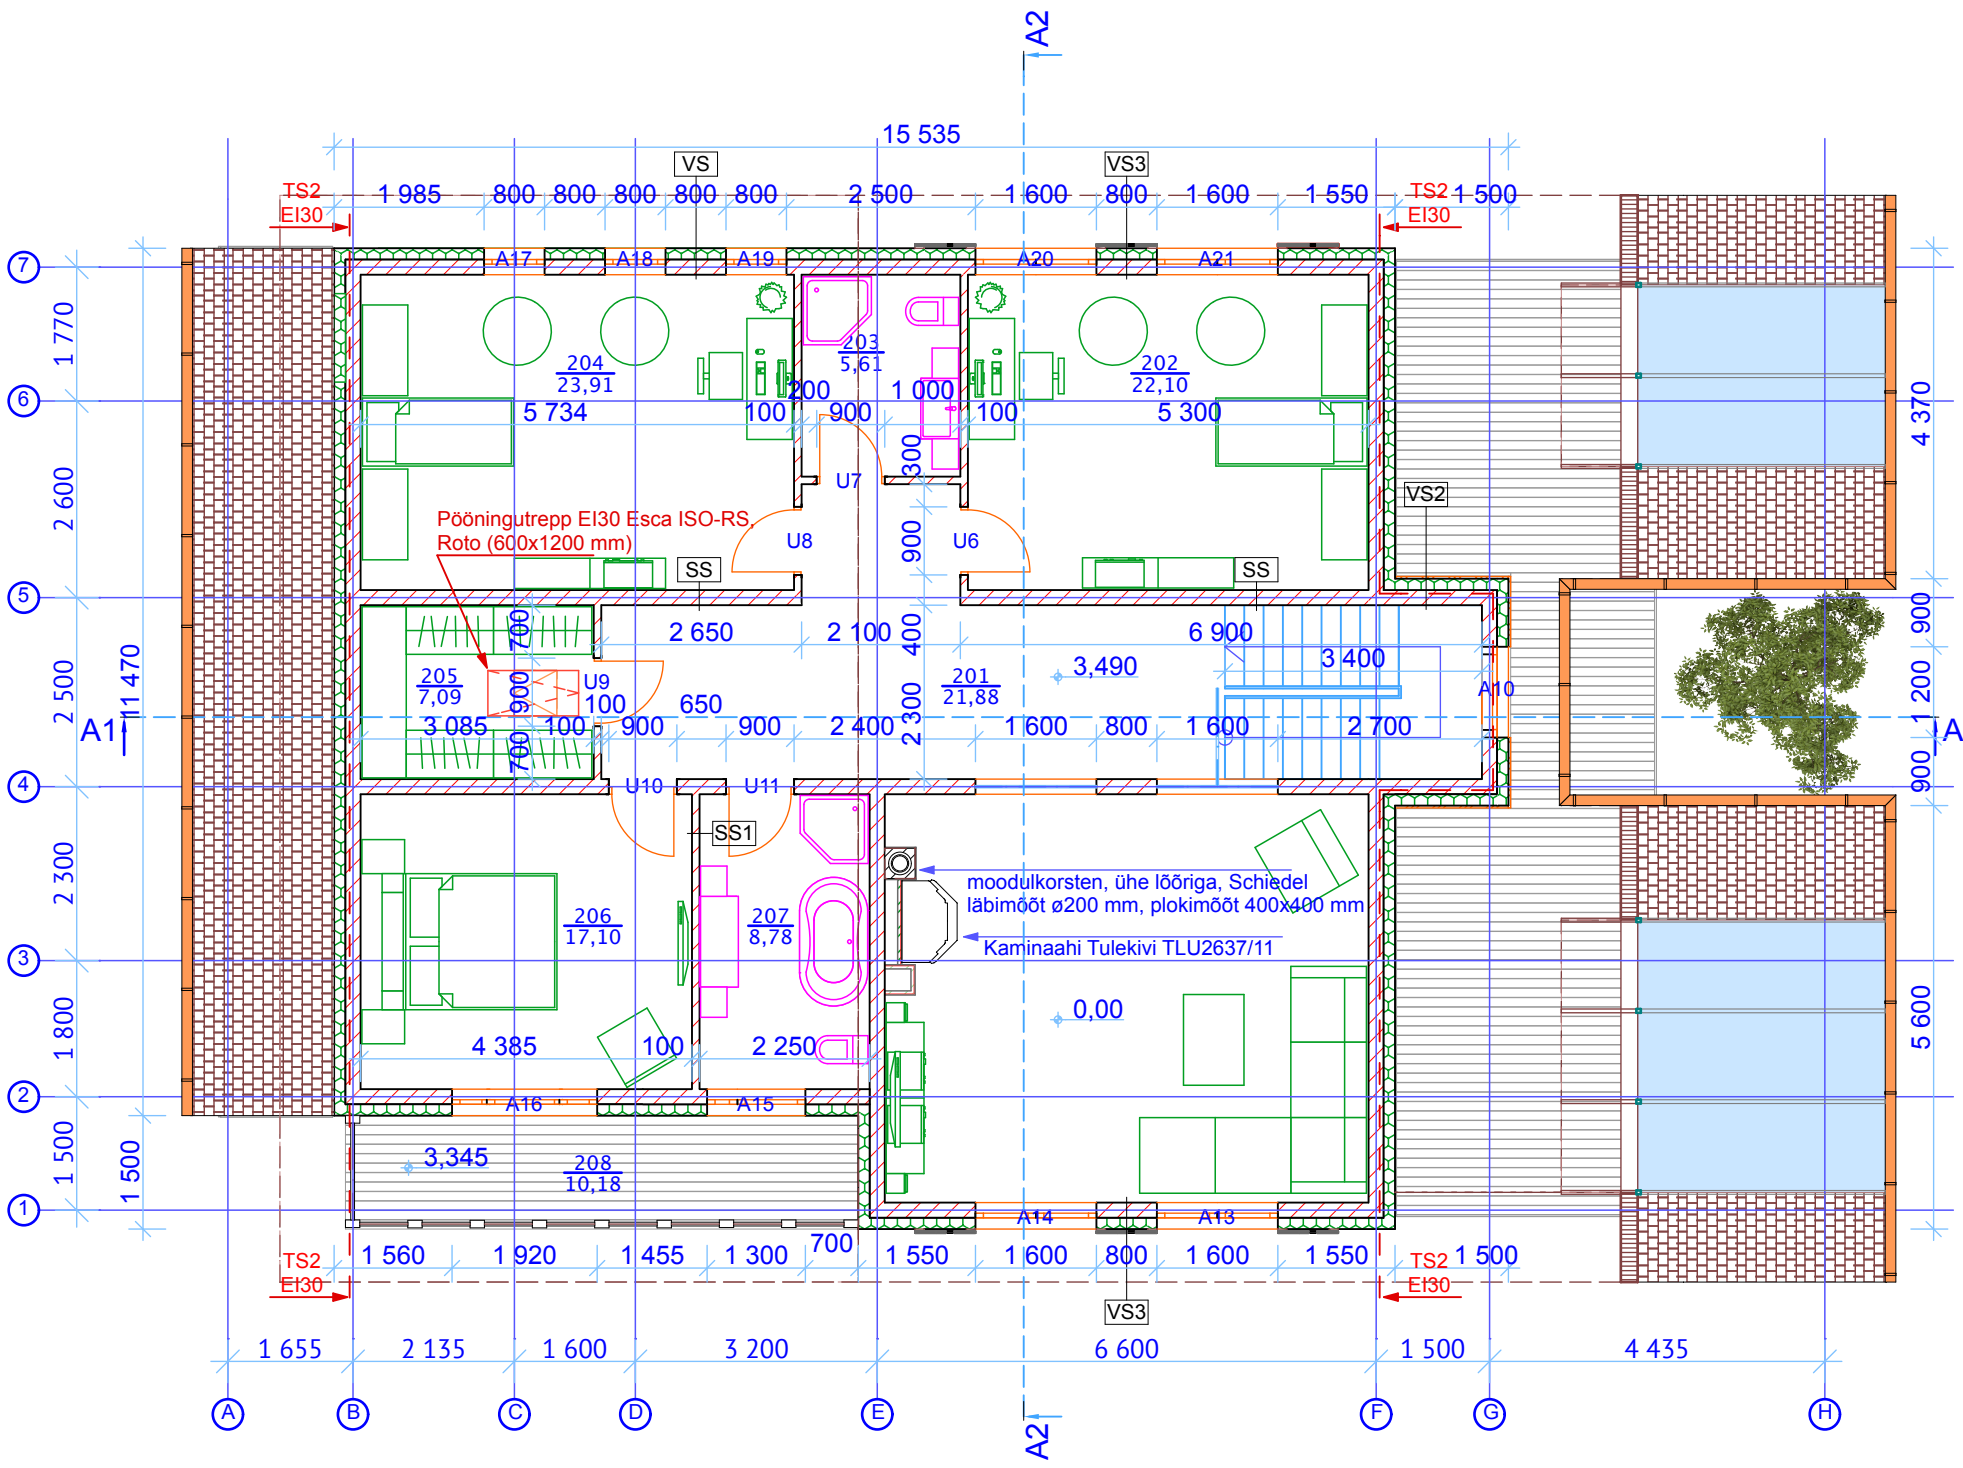 A2
15 535
VS
VS3
TS2
EI30
1 985
800
800
800
800
800
2 500
1 600
800
1 600
1 550
TS2
EI30
1 500
7
A17
A18
A19
A20
A21
1 770
204
23,91
203
5,61
202
22,10
6
5 734
100
200
900
1 000
100
5 300
4 370
300
2 600
U7
VS2
Pööningutrepp EI30 Esca ISO-RS,
Roto (600x1200 mm)
U8
900
U6
SS
SS
5
700
2 650
2 100
400
6 900
900
2 500
11 470
205
7,09
900
U9
100
650
201
21,88
3,490
3 400
A10
1 200
A1
3 085
100
900
900
2 400
2 300
1 600
800
1 600
2 700
A
700
900
4
U10
U11
SS1
2 300
moodulkorsten, ühe lõõriga, Schiedel
läbimõõt ø200 mm, plokimõõt 400x400 mm
206
17,10
207
8,78
Kaminaahi Tulekivi TLU2637/11
3
1 800
0,00
5 600
4 385
100
2 250
2
A16
A15
1 500
1 500
3,345
208
10,18
1
A14
A13
TS2
EI30
1 560
1 920
1 455
1 300
700
1 550
1 600
800
1 600
1 550
TS2
EI30
1 500
VS3
1 655
2 135
1 600
3 200
6 600
1 500
4 435
A
B
C
D
E
F
G
H
A2